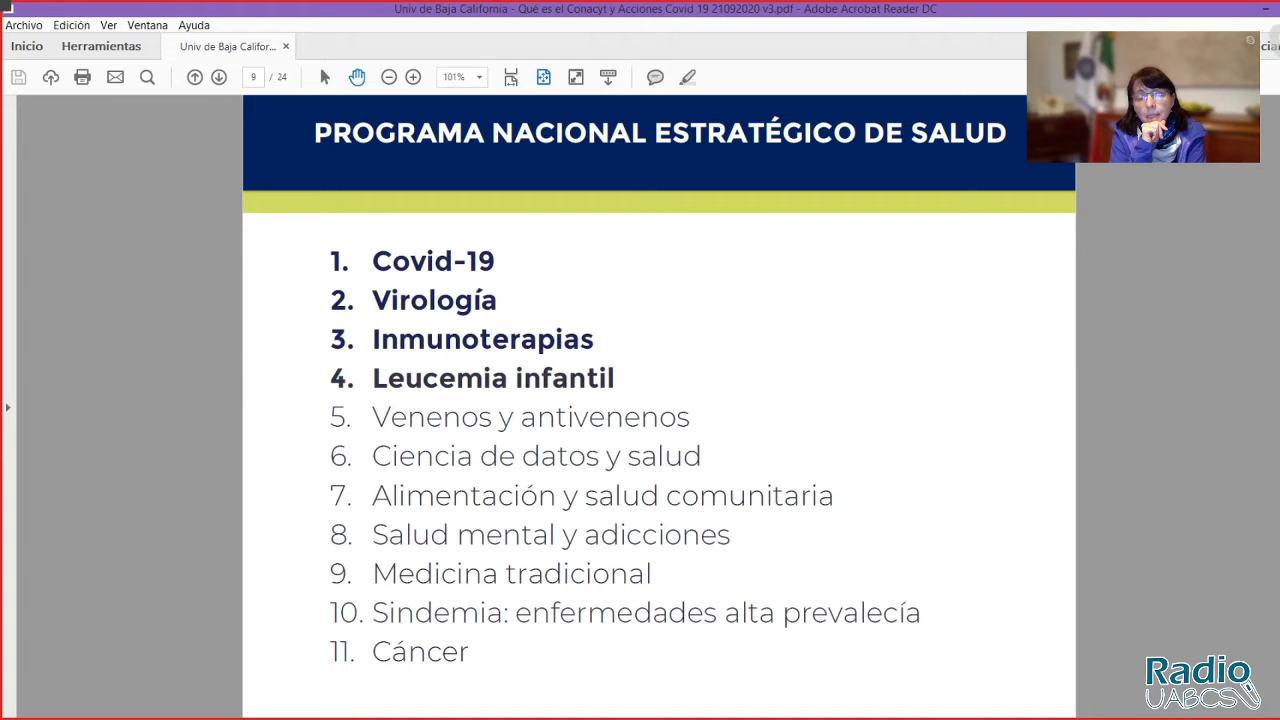 Univ de Baja California - Qué es el Conacyt y Acciones Covid 19 21092020 v3.pdf - Adobe Acrobat Reader DC
Archivo Edición Ver Ventana Ayuda
Inicio Herramientas Univ de Baja Califor... ×
9 / 24 101%
PROGRAMA NACIONAL ESTRATÉGICO DE SALUD
1. Covid-19
2. Virología
3. Inmunoterapias
4. Leucemia infantil
5. Venenos y antivenenos
6. Ciencia de datos y salud
7. Alimentación y salud comunitaria
8. Salud mental y adicciones
9. Medicina tradicional
10. Sindemia: enfermedades alta prevalecía
11. Cáncer
Radio
UABCS